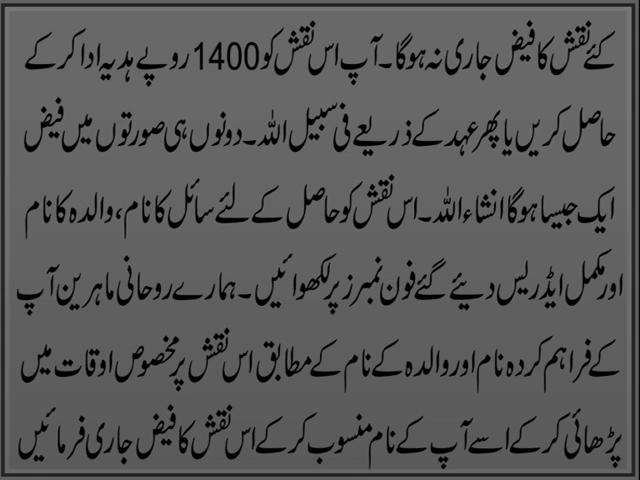 کئے نقش کا فیض جاری نہ ہوگا۔ آپ اس نقش کو 1400 روپے ہدیہ ادا کر کے
حاصل کریں یا پھر عہد کے ذریعے فی سبیل اللہ۔ دونوں ہی صورتوں میں فیض
ایک جیسا ہوگا انشاء اللہ۔ اس نقش کو حاصل کے لئے سائل کا نام، والدہ کا نام
اور مکمل ایڈریس دیئے گئے فون نمبرز پر لکھوائیں۔ ہمارے روحانی ماہرین آپ
کے فراہم کردہ نام اور والدہ کے نام کے مطابق اس نقش پر مخصوص اوقات میں
پڑھائی کر کے اسے آپ کے نام منسوب کر کے اس نقش کا فیض جاری فرمائیں